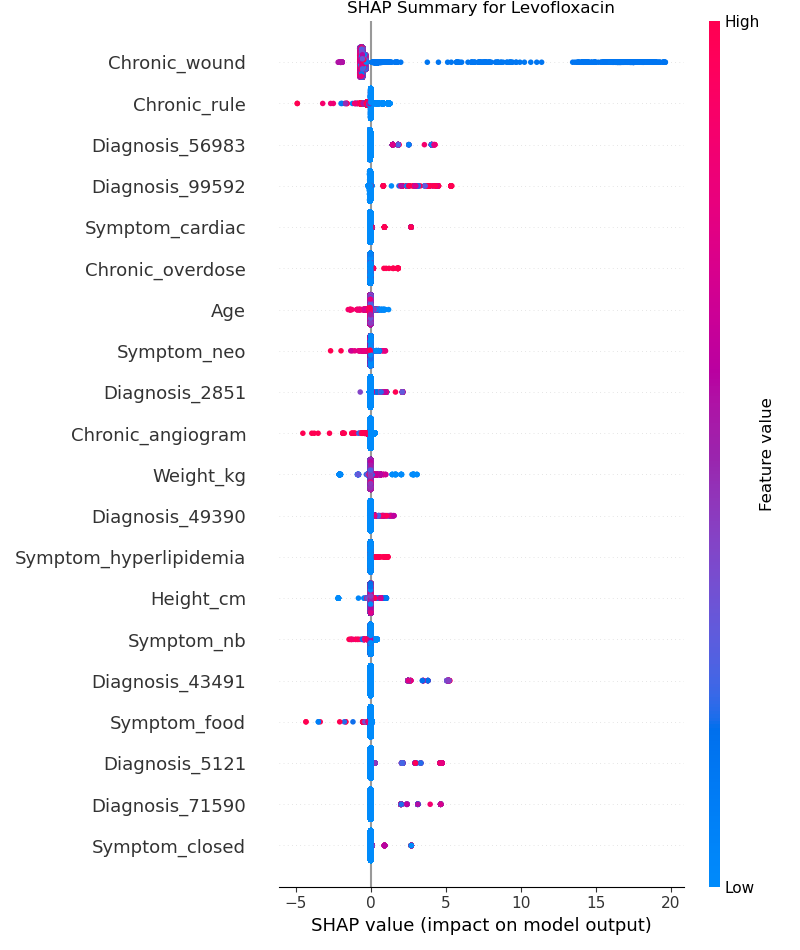 SHAP Summary for Levofloxacin
High
Chronic_wound
Chronic_rule
Diagnosis_56983
Diagnosis_99592
Symptom_cardiac
Chronic_overdose
Age
Symptom_neo
Diagnosis_2851
Chronic_angiogram
Weight_kg
Diagnosis_49390
Symptom_hyperlipidemia
Height_cm
Symptom_nb
Diagnosis_43491
Symptom_food
Diagnosis_5121
Diagnosis_71590
Symptom_closed
Feature value
Low
−5 0 5 10 15 20
SHAP value (impact on model output)